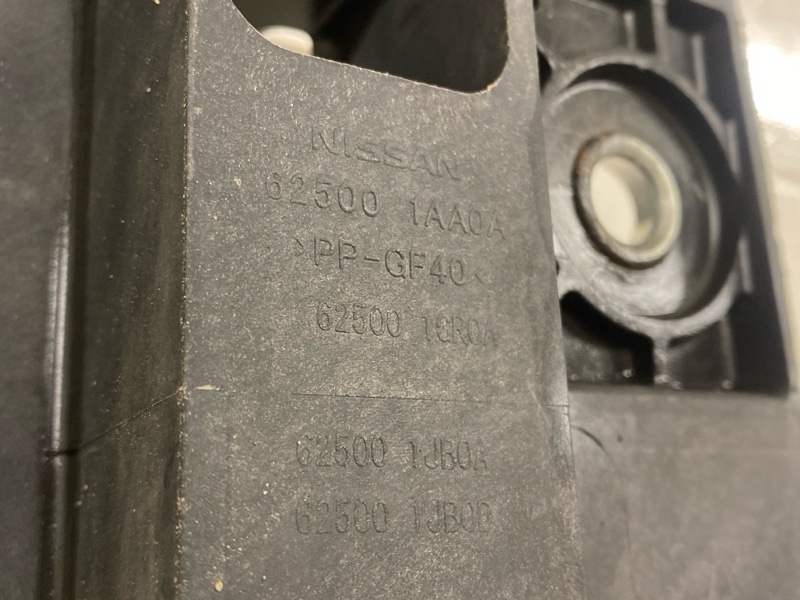 NISSAN
62500 1AA0A
>PP-GF40<
62500 1GR0A
62500 1JB0A
62500 1JB0B